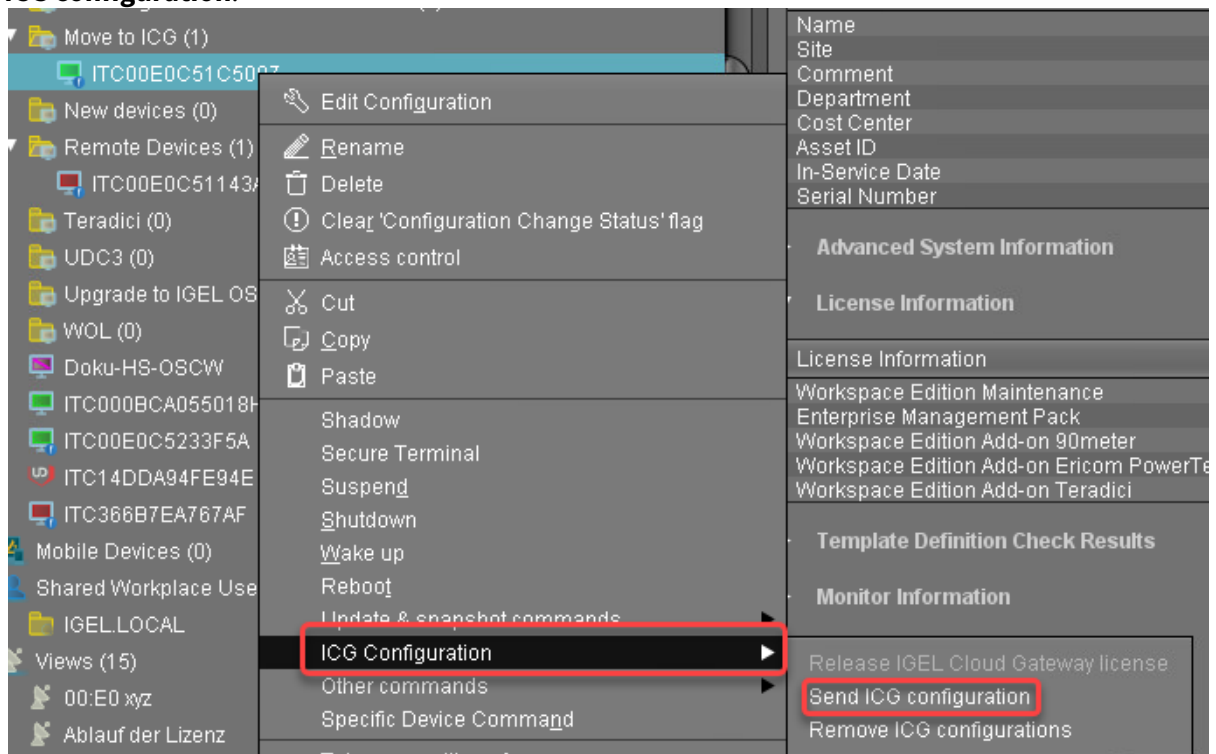 ICG configuration.
Move to ICG (1)
ITC00E0C51C5097
New devices (0)
Remote Devices (1)
ITC00E0C51143A
Teradici (0)
UDC3 (0)
Upgrade to IGEL OS
WOL (0)
Doku-HS-OSCW
ITC000BCA055018H
ITC00E0C5233F5A
ITC14DDA94FE94E
ITC366B7EA767AF
Mobile Devices (0)
Shared Workplace Use
IGEL.LOCAL
Views (15)
00:E0 xyz
Ablauf der Lizenz
Edit Configuration
Rename
Delete
Clear 'Configuration Change Status' flag
Access control
Cut
Copy
Paste
Shadow
Secure Terminal
Suspend
Shutdown
Wake up
Reboot
Update & snapshot commands
ICG Configuration
Other commands
Specific Device Command
Release IGEL Cloud Gateway license
Send ICG configuration
Remove ICG configurations
Name
Site
Comment
Department
Cost Center
Asset ID
In-Service Date
Serial Number
Advanced System Information
License Information
License Information
Workspace Edition Maintenance
Enterprise Management Pack
Workspace Edition Add-on 90meter
Workspace Edition Add-on Ericom PowerTe
Workspace Edition Add-on Teradici
Template Definition Check Results
Monitor Information